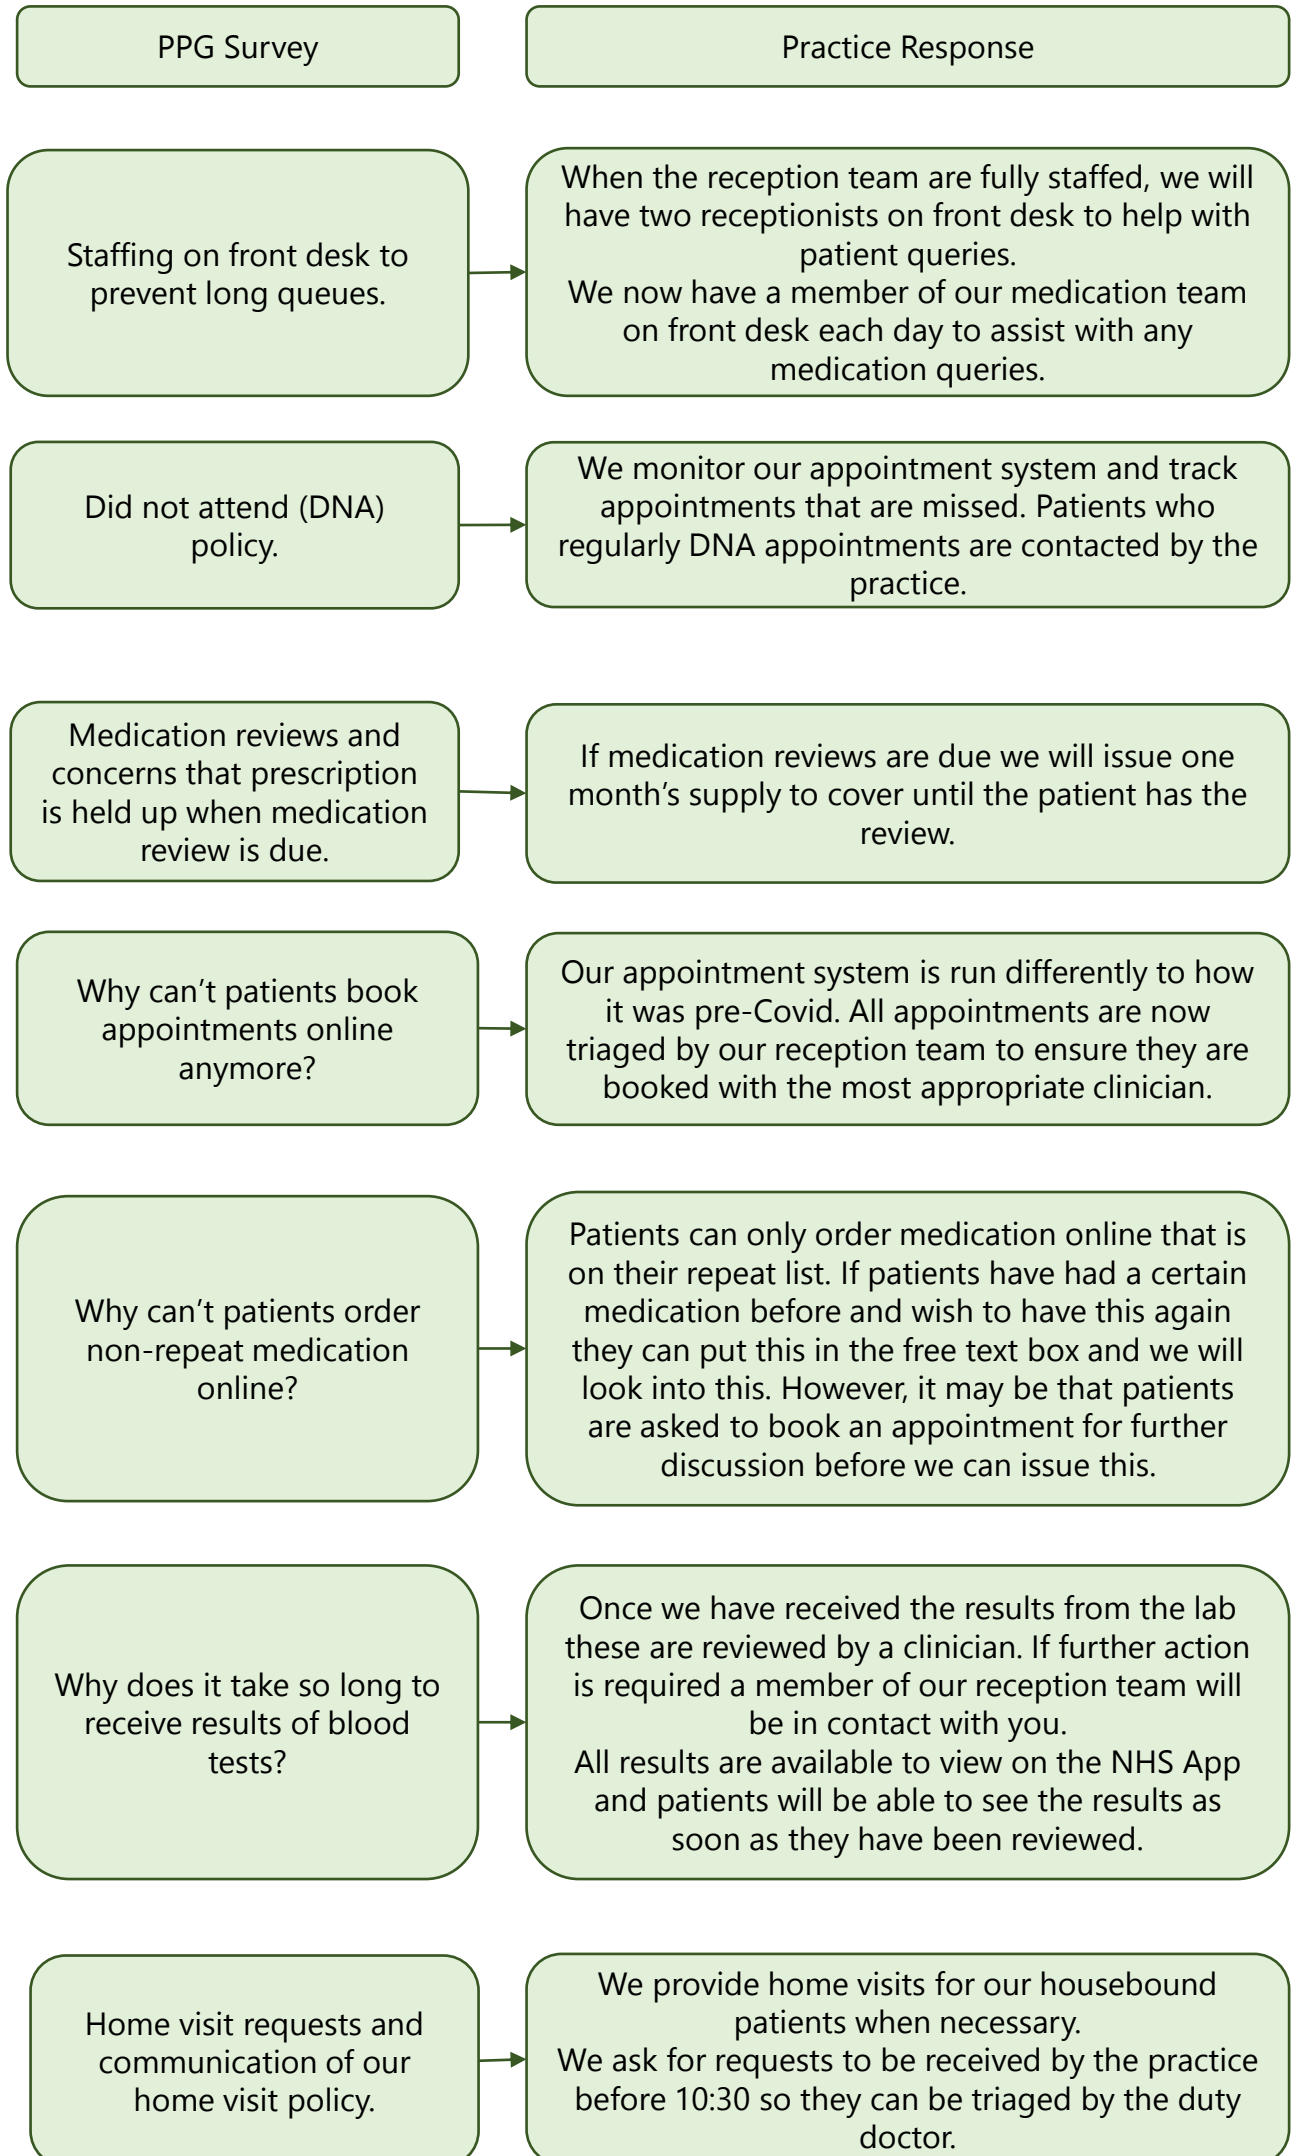 PPG Survey
Practice Response
Staffing on front desk to
prevent long queues.
When the reception team are fully staffed, we will
have two receptionists on front desk to help with
patient queries.
We now have a member of our medication team
on front desk each day to assist with any
medication queries.
Did not attend (DNA)
policy.
We monitor our appointment system and track
appointments that are missed. Patients who
regularly DNA appointments are contacted by the
practice.
Medication reviews and
concerns that prescription
is held up when medication
review is due.
If medication reviews are due we will issue one
month’s supply to cover until the patient has the
review.
Why can’t patients book
appointments online
anymore?
Our appointment system is run differently to how
it was pre-Covid. All appointments are now
triaged by our reception team to ensure they are
booked with the most appropriate clinician.
Why can’t patients order
non-repeat medication
online?
Patients can only order medication online that is
on their repeat list. If patients have had a certain
medication before and wish to have this again
they can put this in the free text box and we will
look into this. However, it may be that patients
are asked to book an appointment for further
discussion before we can issue this.
Why does it take so long to
receive results of blood
tests?
Once we have received the results from the lab
these are reviewed by a clinician. If further action
is required a member of our reception team will
be in contact with you.
All results are available to view on the NHS App
and patients will be able to see the results as
soon as they have been reviewed.
Home visit requests and
communication of our
home visit policy.
We provide home visits for our housebound
patients when necessary.
We ask for requests to be received by the practice
before 10:30 so they can be triaged by the duty
doctor.